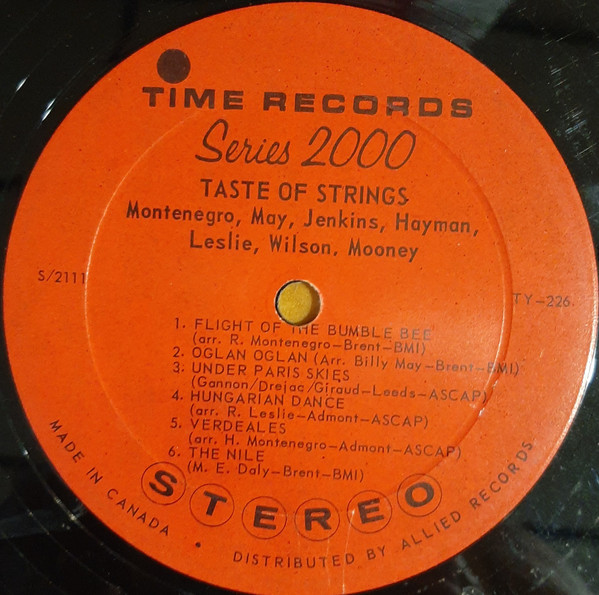 TIME RECORDS
Series 2000
TASTE OF STRINGS
Montenegro, May, Jenkins, Hayman,
Leslie, Wilson, Mooney
S/2111
TY-226
1. FLIGHT OF THE BUMBLE BEE
(arr. R. Montenegro-Brent-BMI)
2. OGLAN OGLAN (Arr. Billy May-Brent-BMI)
3. UNDER PARIS SKIES
(Gannon/Drejac/Giraud-Leeds-ASCAP)
4. HUNGARIAN DANCE
(arr. R. Leslie-Admont-ASCAP)
5. VERDEALES
(arr. H. Montenegro-Admont-ASCAP)
6. THE NILE
(M. E. Daly-Brent-BMI)
STEREO
MADE IN CANADA • DISTRIBUTED BY ALLIED RECORDS